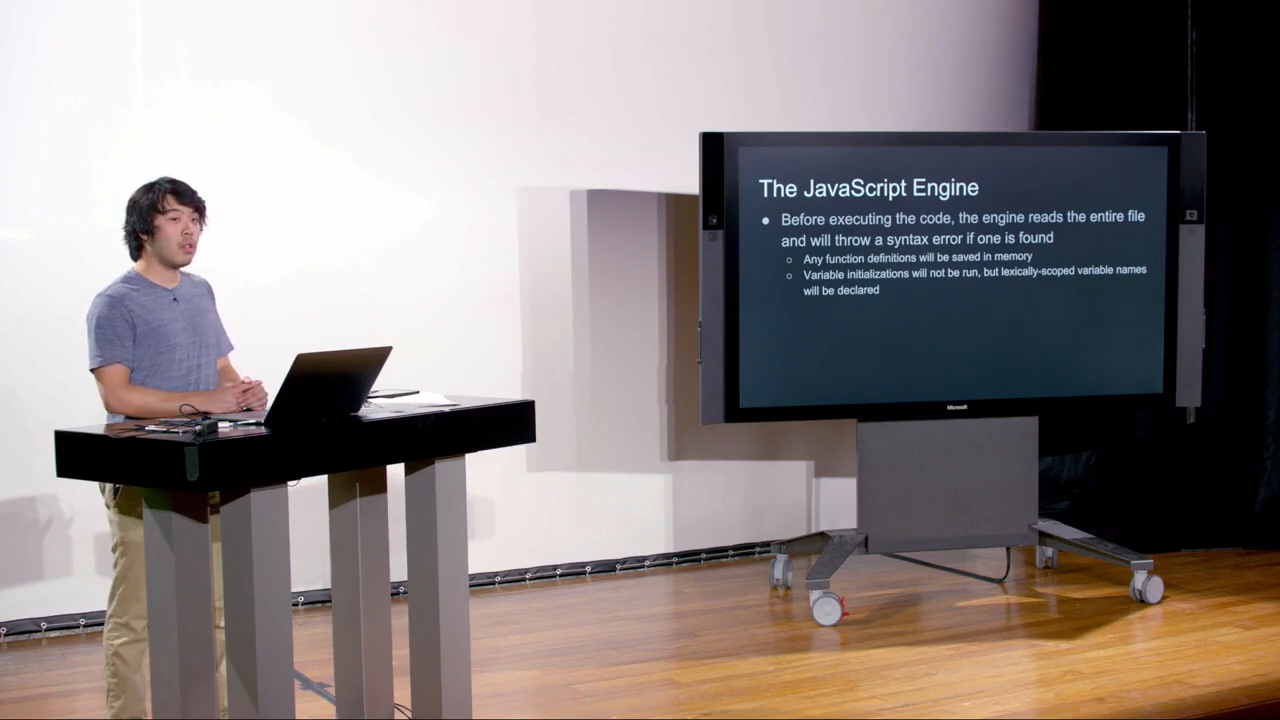 The JavaScript Engine
● Before executing the code, the engine reads the entire file
and will throw a syntax error if one is found
○ Any function definitions will be saved in memory
○ Variable initializations will not be run, but lexically-scoped variable names
will be declared
Microsoft